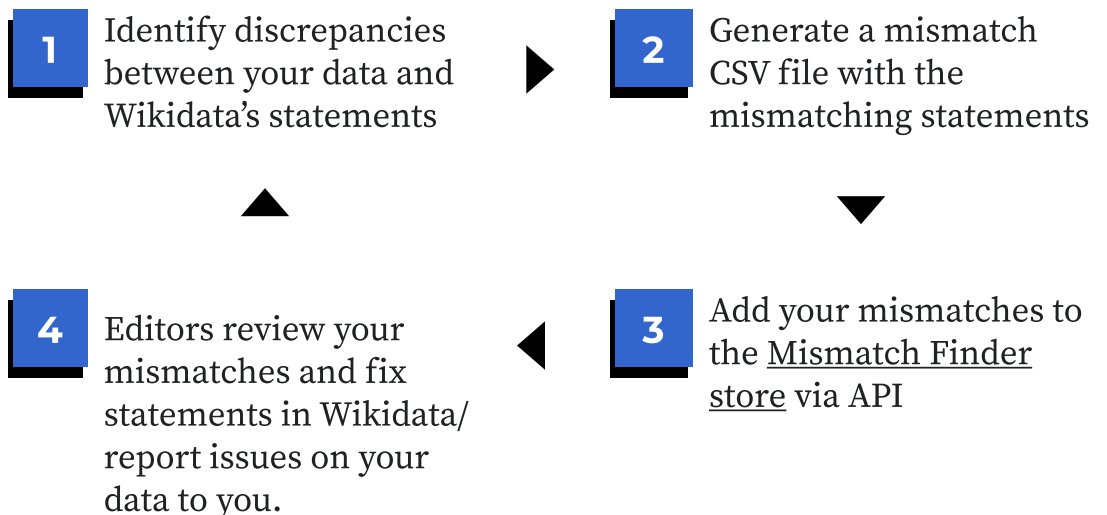 1
Identify discrepancies
between your data and
Wikidata’s statements
2
Generate a mismatch
CSV file with the
mismatching statements
3
Add your mismatches to
the Mismatch Finder
store via API
4
Editors review your
mismatches and fix
statements in Wikidata/
report issues on your
data to you.